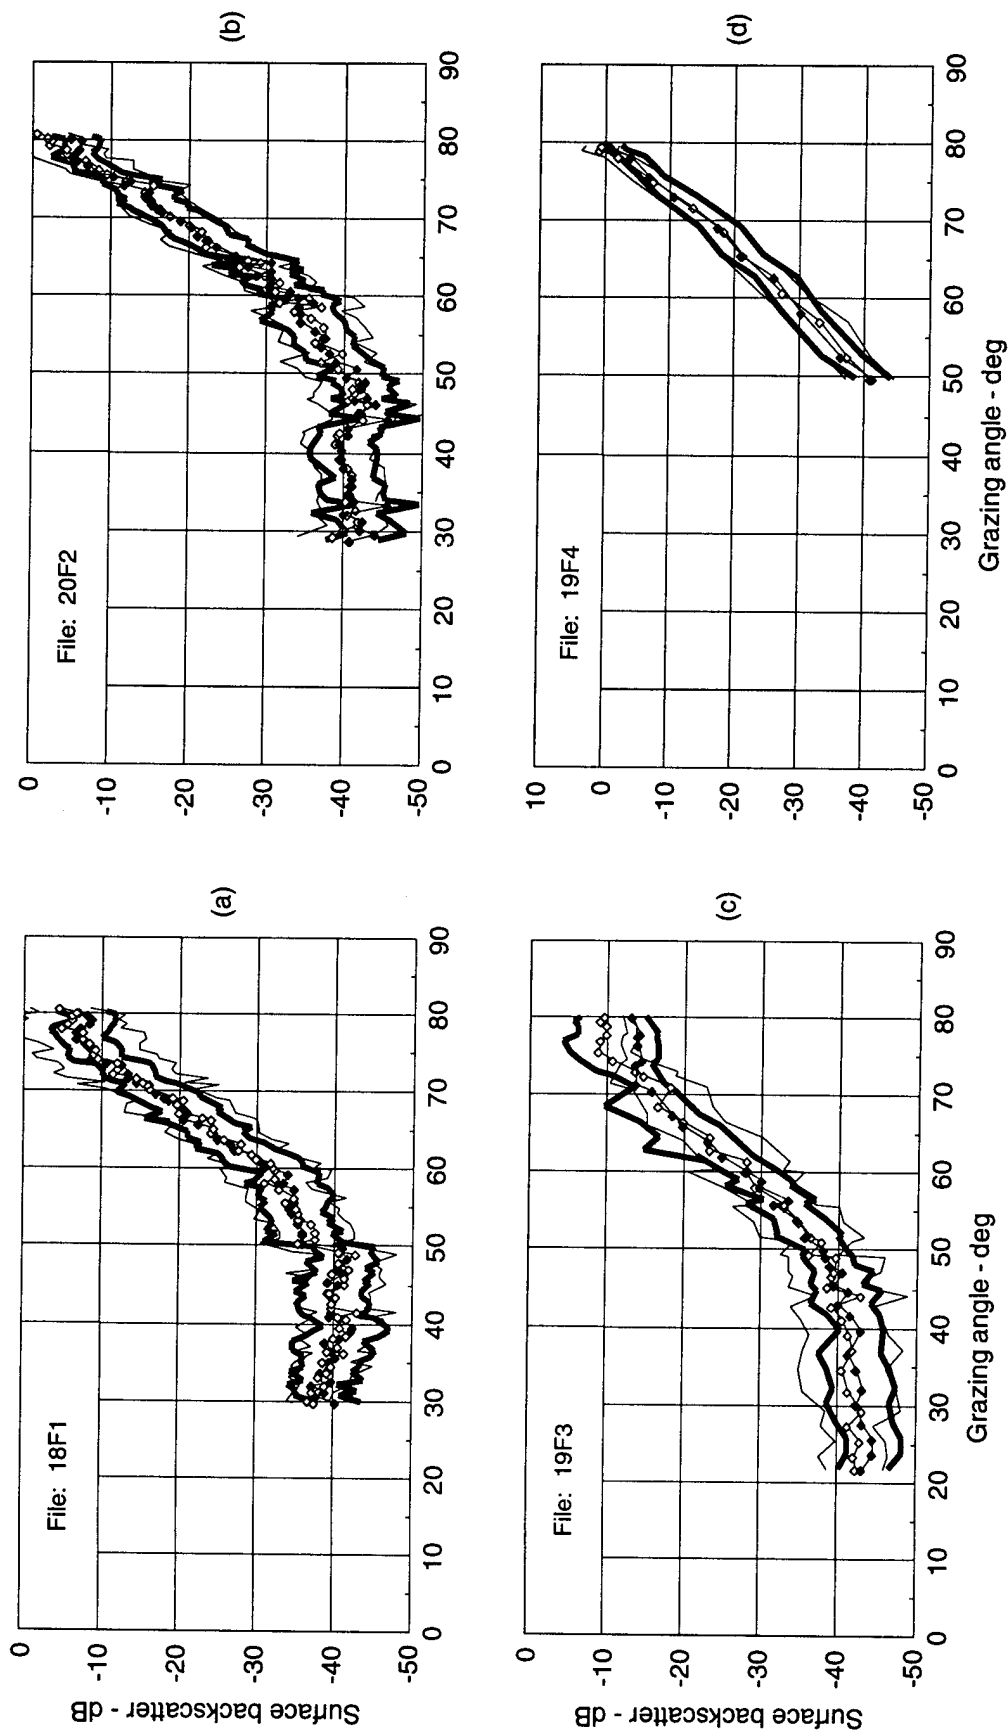 Surface backscatter - dB
0
-10
-20
-30
-40
-50
File: 18F1
0 10 20 30 40 50 60 70 80 90
(a)
0
-10
-20
-30
-40
-50
File: 20F2
0 10 20 30 40 50 60 70 80 90
(b)
Surface backscatter - dB
0
-10
-20
-30
-40
-50
File: 19F3
0 10 20 30 40 50 60 70 80 90
Grazing angle - deg
(c)
10
0
-10
-20
-30
-40
-50
File: 19F4
0 10 20 30 40 50 60 70 80 90
Grazing angle - deg
(d)